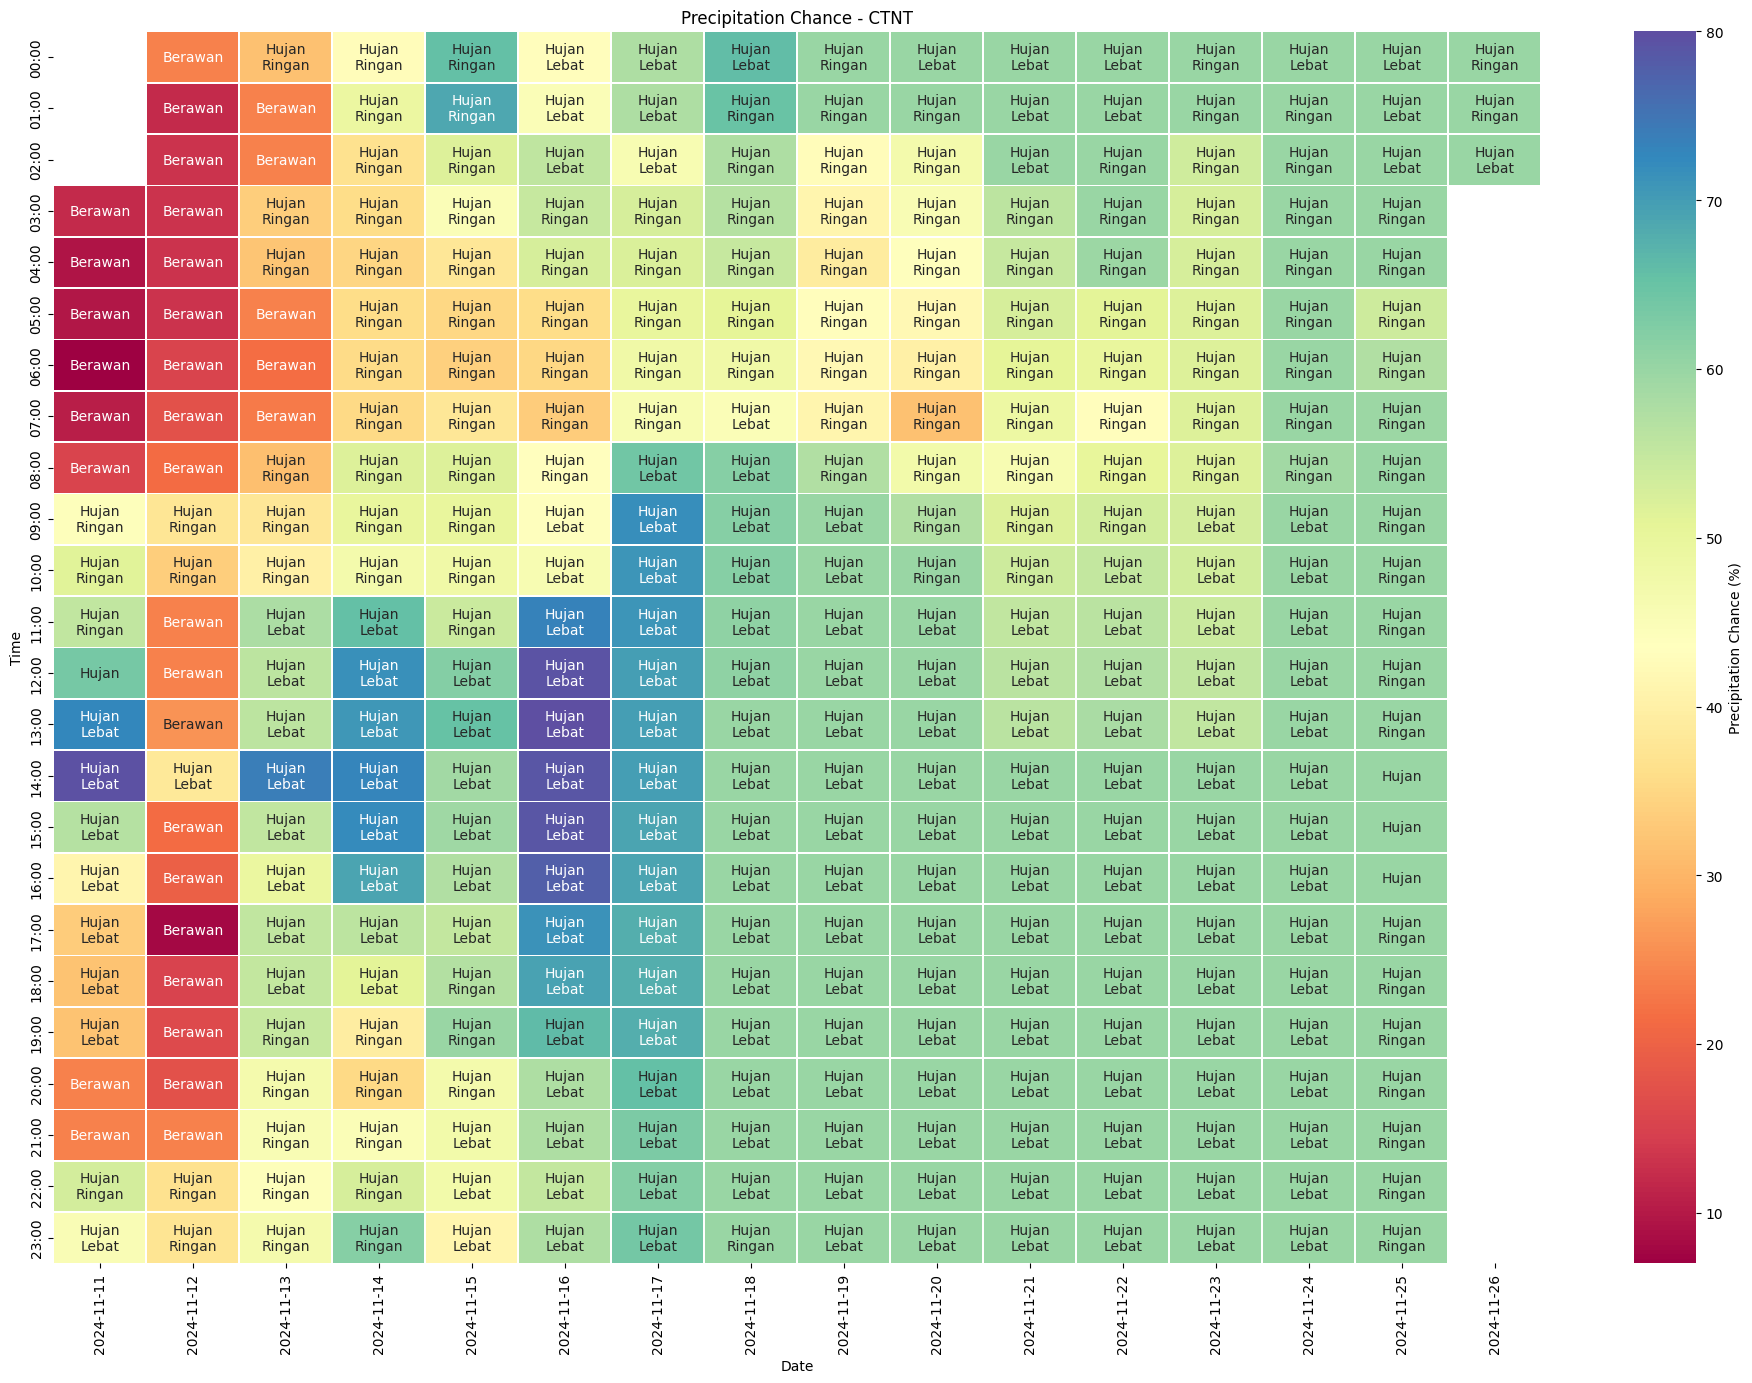 Precipitation Chance - CTNT
00:00 Berawan Hujan Ringan Hujan Ringan Hujan Ringan Hujan Lebat Hujan Lebat Hujan Lebat Hujan Ringan Hujan Lebat Hujan Lebat Hujan Lebat Hujan Ringan Hujan Lebat Hujan Lebat Hujan Ringan
01:00 Berawan Berawan Hujan Ringan Hujan Ringan Hujan Lebat Hujan Lebat Hujan Ringan Hujan Ringan Hujan Ringan Hujan Lebat Hujan Lebat Hujan Ringan Hujan Ringan Hujan Lebat Hujan Ringan
02:00 Berawan Berawan Hujan Ringan Hujan Ringan Hujan Lebat Hujan Lebat Hujan Ringan Hujan Ringan Hujan Ringan Hujan Lebat Hujan Ringan Hujan Ringan Hujan Ringan Hujan Lebat Hujan Lebat
03:00 Berawan Berawan Hujan Ringan Hujan Ringan Hujan Ringan Hujan Ringan Hujan Ringan Hujan Ringan Hujan Ringan Hujan Ringan Hujan Ringan Hujan Ringan Hujan Ringan Hujan Ringan Hujan Ringan
04:00 Berawan Berawan Hujan Ringan Hujan Ringan Hujan Ringan Hujan Ringan Hujan Ringan Hujan Ringan Hujan Ringan Hujan Ringan Hujan Ringan Hujan Ringan Hujan Ringan Hujan Ringan Hujan Ringan
05:00 Berawan Berawan Berawan Hujan Ringan Hujan Ringan Hujan Ringan Hujan Ringan Hujan Ringan Hujan Ringan Hujan Ringan Hujan Ringan Hujan Ringan Hujan Ringan Hujan Ringan Hujan Ringan
06:00 Berawan Berawan Berawan Hujan Ringan Hujan Ringan Hujan Ringan Hujan Ringan Hujan Ringan Hujan Ringan Hujan Ringan Hujan Ringan Hujan Ringan Hujan Ringan Hujan Ringan Hujan Ringan
07:00 Berawan Berawan Berawan Hujan Ringan Hujan Ringan Hujan Ringan Hujan Ringan Hujan Lebat Hujan Ringan Hujan Ringan Hujan Ringan Hujan Ringan Hujan Ringan Hujan Ringan Hujan Ringan
08:00 Berawan Berawan Hujan Ringan Hujan Ringan Hujan Ringan Hujan Ringan Hujan Lebat Hujan Lebat Hujan Ringan Hujan Ringan Hujan Ringan Hujan Ringan Hujan Ringan Hujan Ringan Hujan Ringan
09:00 Hujan Ringan Hujan Ringan Hujan Ringan Hujan Ringan Hujan Ringan Hujan Lebat Hujan Lebat Hujan Lebat Hujan Lebat Hujan Ringan Hujan Ringan Hujan Ringan Hujan Lebat Hujan Lebat Hujan Ringan
10:00 Hujan Ringan Hujan Ringan Hujan Ringan Hujan Ringan Hujan Ringan Hujan Lebat Hujan Lebat Hujan Lebat Hujan Lebat Hujan Ringan Hujan Ringan Hujan Lebat Hujan Lebat Hujan Lebat Hujan Ringan
11:00 Hujan Ringan Berawan Hujan Lebat Hujan Lebat Hujan Ringan Hujan Lebat Hujan Lebat Hujan Lebat Hujan Lebat Hujan Lebat Hujan Lebat Hujan Lebat Hujan Lebat Hujan Lebat Hujan Ringan
12:00 Hujan Berawan Hujan Lebat Hujan Lebat Hujan Lebat Hujan Lebat Hujan Lebat Hujan Lebat Hujan Lebat Hujan Lebat Hujan Lebat Hujan Lebat Hujan Lebat Hujan Lebat Hujan Ringan
13:00 Hujan Lebat Berawan Hujan Lebat Hujan Lebat Hujan Lebat Hujan Lebat Hujan Lebat Hujan Lebat Hujan Lebat Hujan Lebat Hujan Lebat Hujan Lebat Hujan Lebat Hujan Lebat Hujan Ringan
14:00 Hujan Lebat Hujan Lebat Hujan Lebat Hujan Lebat Hujan Lebat Hujan Lebat Hujan Lebat Hujan Lebat Hujan Lebat Hujan Lebat Hujan Lebat Hujan Lebat Hujan Lebat Hujan Lebat Hujan
15:00 Hujan Lebat Berawan Hujan Lebat Hujan Lebat Hujan Lebat Hujan Lebat Hujan Lebat Hujan Lebat Hujan Lebat Hujan Lebat Hujan Lebat Hujan Lebat Hujan Lebat Hujan Lebat Hujan
16:00 Hujan Lebat Berawan Hujan Lebat Hujan Lebat Hujan Lebat Hujan Lebat Hujan Lebat Hujan Lebat Hujan Lebat Hujan Lebat Hujan Lebat Hujan Lebat Hujan Lebat Hujan Lebat Hujan
17:00 Hujan Lebat Berawan Hujan Lebat Hujan Lebat Hujan Lebat Hujan Lebat Hujan Lebat Hujan Lebat Hujan Lebat Hujan Lebat Hujan Lebat Hujan Lebat Hujan Lebat Hujan Lebat Hujan Ringan
18:00 Hujan Lebat Berawan Hujan Lebat Hujan Lebat Hujan Ringan Hujan Lebat Hujan Lebat Hujan Lebat Hujan Lebat Hujan Lebat Hujan Lebat Hujan Lebat Hujan Lebat Hujan Lebat Hujan Ringan
19:00 Hujan Lebat Berawan Hujan Ringan Hujan Ringan Hujan Ringan Hujan Lebat Hujan Lebat Hujan Lebat Hujan Lebat Hujan Lebat Hujan Lebat Hujan Lebat Hujan Lebat Hujan Lebat Hujan Ringan
20:00 Berawan Berawan Hujan Ringan Hujan Ringan Hujan Ringan Hujan Lebat Hujan Lebat Hujan Lebat Hujan Lebat Hujan Lebat Hujan Lebat Hujan Lebat Hujan Lebat Hujan Lebat Hujan Ringan
21:00 Berawan Berawan Hujan Ringan Hujan Ringan Hujan Lebat Hujan Lebat Hujan Lebat Hujan Lebat Hujan Lebat Hujan Lebat Hujan Lebat Hujan Lebat Hujan Lebat Hujan Lebat Hujan Ringan
22:00 Hujan Ringan Hujan Ringan Hujan Ringan Hujan Ringan Hujan Lebat Hujan Lebat Hujan Lebat Hujan Lebat Hujan Lebat Hujan Lebat Hujan Lebat Hujan Lebat Hujan Lebat Hujan Lebat Hujan Ringan
23:00 Hujan Lebat Hujan Ringan Hujan Ringan Hujan Ringan Hujan Lebat Hujan Lebat Hujan Lebat Hujan Ringan Hujan Lebat Hujan Lebat Hujan Lebat Hujan Lebat Hujan Lebat Hujan Lebat Hujan Ringan
Time
2024-11-11 2024-11-12 2024-11-13 2024-11-14 2024-11-15 2024-11-16 2024-11-17 2024-11-18 2024-11-19 2024-11-20 2024-11-21 2024-11-22 2024-11-23 2024-11-24 2024-11-25 2024-11-26
Date
80
70
60
50
40
30
20
10
Precipitation Chance (%)